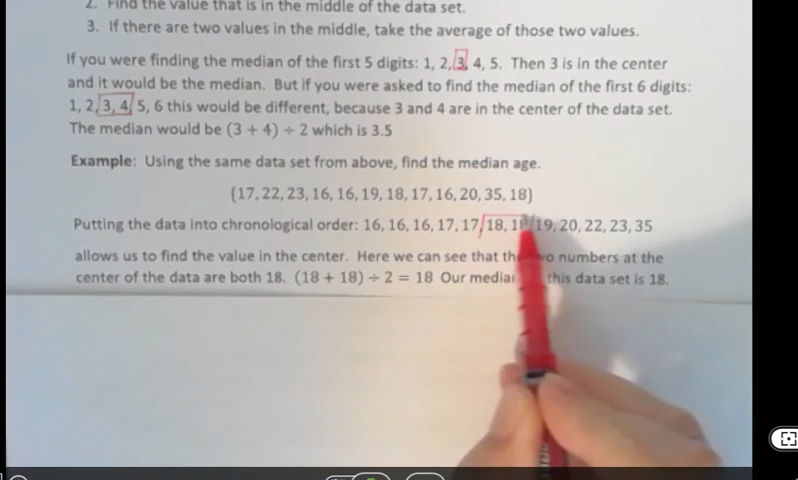 2. Find the value that is in the middle of the data set.
3. If there are two values in the middle, take the average of those two values.
If you were finding the median of the first 5 digits: 1, 2, 3, 4, 5. Then 3 is in the center
and it would be the median. But if you were asked to find the median of the first 6 digits:
1, 2, 3, 4, 5, 6 this would be different, because 3 and 4 are in the center of the data set.
The median would be (3 + 4) ÷ 2 which is 3.5
Example: Using the same data set from above, find the median age.
{17, 22, 23, 16, 16, 19, 18, 17, 16, 20, 35, 18}
Putting the data into chronological order: 16, 16, 16, 17, 17, 18, 19, 20, 22, 23, 35
allows us to find the value in the center. Here we can see that numbers at the
center of the data are both 18. (18 + 18) ÷ 2 = 18 Our this data set is 18.